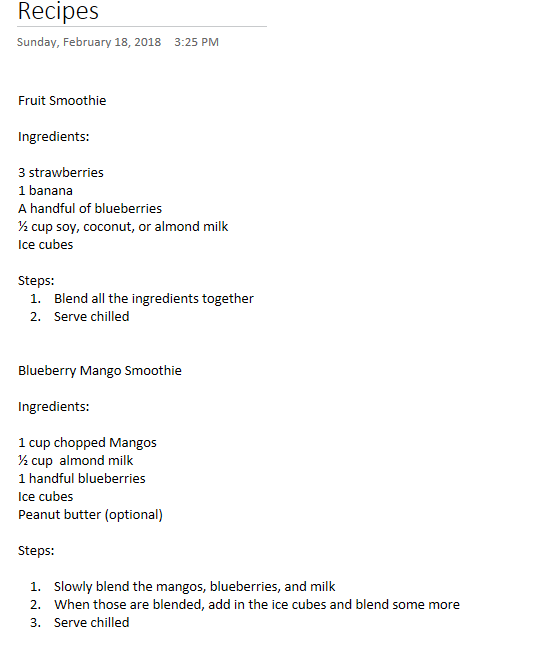 Recipes
Sunday, February 18, 2018 3:25 PM
Fruit Smoothie
Ingredients:
3 strawberries
1 banana
A handful of blueberries
½ cup soy, coconut, or almond milk
Ice cubes
Steps:
1. Blend all the ingredients together
2. Serve chilled
Blueberry Mango Smoothie
Ingredients:
1 cup chopped Mangos
½ cup  almond milk
1 handful blueberries
Ice cubes
Peanut butter (optional)
Steps:
1. Slowly blend the mangos, blueberries, and milk
2. When those are blended, add in the ice cubes and blend some more
3. Serve chilled